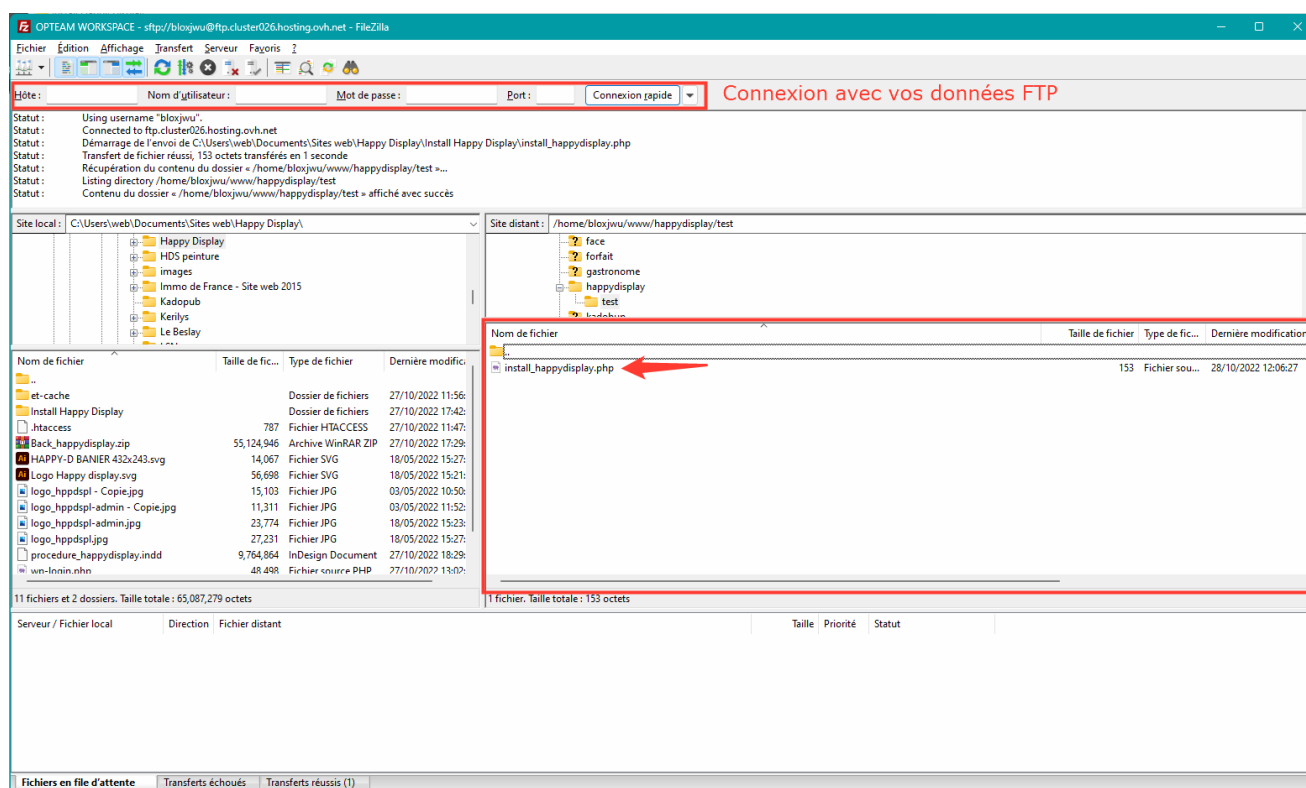 OPTEAM WORKSPACE - sftp://bloxjwu@ftp.cluster026.hosting.ovh.net - FileZilla
Fichier Édition Affichage Transfert Serveur Favoris ?
Hôte : Nom d'utilisateur : Mot de passe : Port : Connexion rapide Connexion avec vos données FTP
Statut : Using username "bloxjwu".
Statut : Connected to ftp.cluster026.hosting.ovh.net
Statut : Démarrage de l'envoi de C:\Users\web\Documents\Sites web\Happy Display\Install Happy Display\install_happydisplay.php
Statut : Transfert de fichier réussi, 153 octets transférés en 1 seconde
Statut : Récupération du contenu du dossier « /home/bloxjwu/www/happydisplay/test »...
Statut : Listing directory /home/bloxjwu/www/happydisplay/test
Statut : Contenu du dossier « /home/bloxjwu/www/happydisplay/test » affiché avec succès
Site local : C:\Users\web\Documents\Sites web\Happy Display\
Happy Display
HDS peinture
images
Immo de France - Site web 2015
Kadopub
Kerilys
Le Beslay
Nom de fichier Taille de fic... Type de fichier Dernière modific
..
et-cache Dossier de fichiers 27/10/2022 11:56:
Install Happy Display Dossier de fichiers 27/10/2022 17:42:
.htaccess 787 Fichier HTACCESS 27/10/2022 11:47:
Back_happydisplay.zip 55,124,946 Archive WinRAR ZIP 27/10/2022 17:29:
HAPPY-D BANIER 432x243.svg 14,067 Fichier SVG 18/05/2022 15:27:
Logo Happy display.svg 56,698 Fichier SVG 18/05/2022 15:21:
logo_hppdspl - Copie.jpg 15,103 Fichier JPG 03/05/2022 10:50:
logo_hppdspl-admin - Copie.jpg 11,311 Fichier JPG 03/05/2022 11:52:
logo_hppdspl-admin.jpg 23,774 Fichier JPG 18/05/2022 15:23:
logo_hppdspl.jpg 27,231 Fichier JPG 18/05/2022 15:27:
procedure_happydisplay.indd 9,764,864 InDesign Document 27/10/2022 18:29:
wp-login.php 48,498 Fichier source PHP 27/10/2022 13:02:
11 fichiers et 2 dossiers. Taille totale : 65,087,279 octets
Site distant : /home/bloxjwu/www/happydisplay/test
face
forfait
gastronome
happydisplay
test
kadobun
Nom de fichier Taille de fichier Type de fic... Dernière modification
..
install_happydisplay.php 153 Fichier sou... 28/10/2022 12:06:27
1 fichier. Taille totale : 153 octets
Serveur / Fichier local Direction Fichier distant Taille Priorité Statut
Fichiers en file d'attente Transferts échoués Transferts réussis (1)